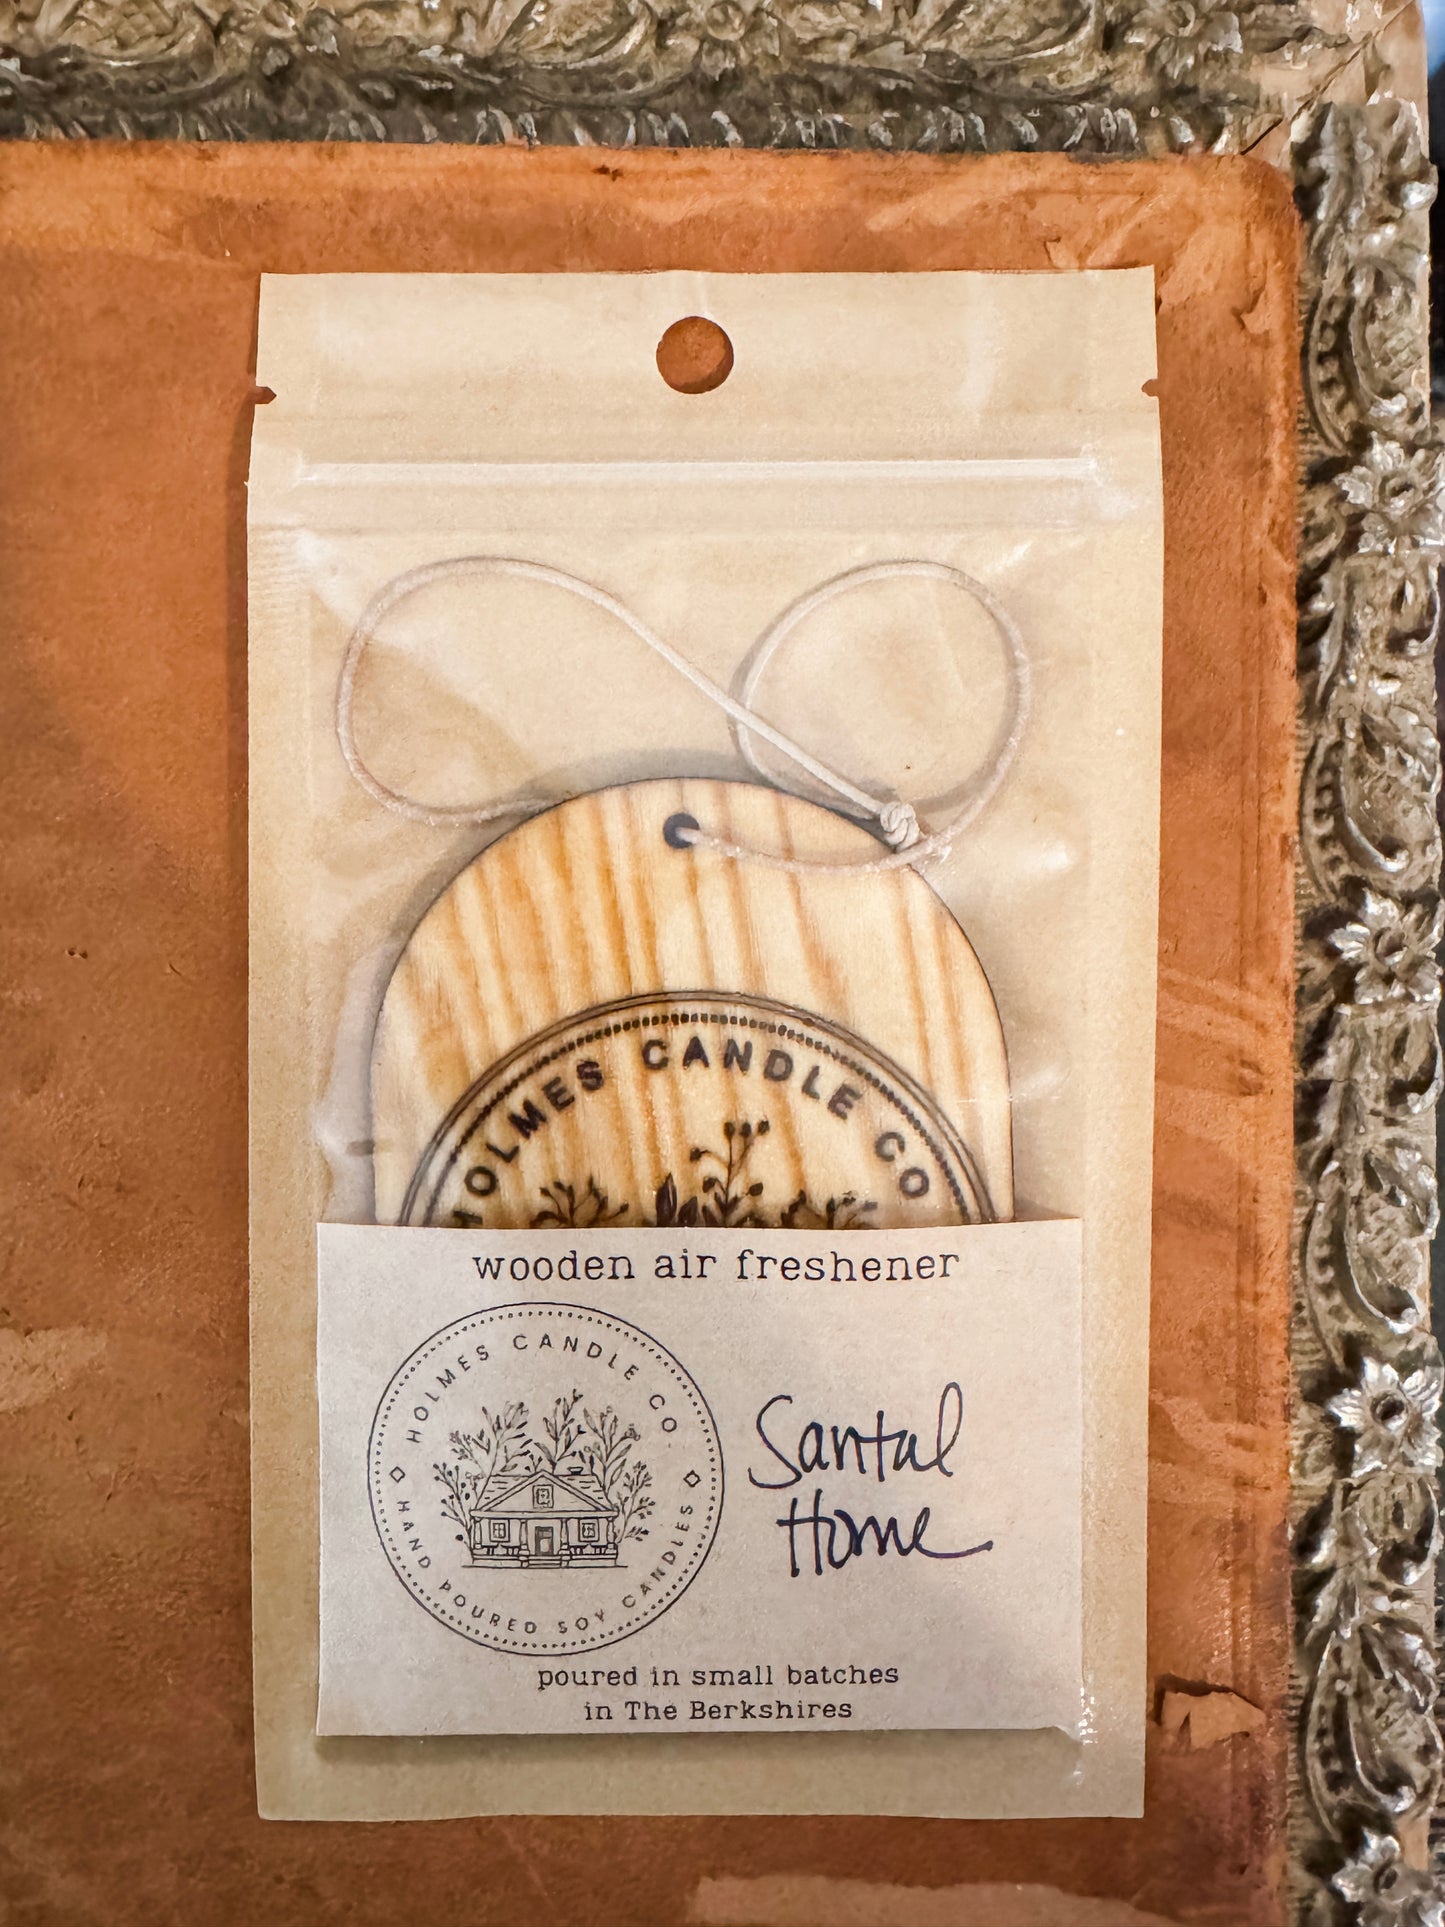 HOLMES CANDLE CO
wooden air freshener
HOLMES CANDLE CO
HAND POURED SOY CANDLES
Santal
Home
poured in small batches
in The Berkshires